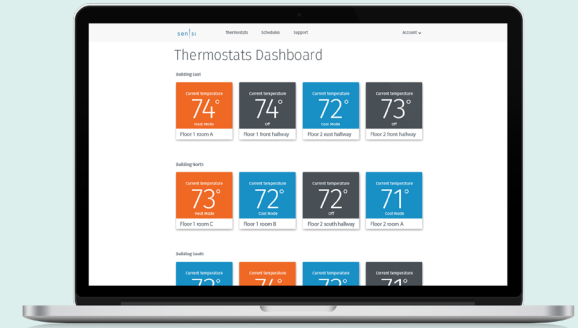 sensi Thermostats Schedules Support Account
Thermostats Dashboard
Building East
Current temperature Current temperature Current temperature Current temperature
74° 74° 72° 73°
Heat Mode Off Cool Mode Off
Floor 1 room A Floor 1 front hallway Floor 2 east hallway Floor 2 front hallway
Building North
Current temperature Current temperature Current temperature Current temperature
73° 72° 72° 71°
Heat Mode Cool Mode Off Cool Mode
Floor 1 room C Floor 1 room B Floor 2 south hallway Floor 2 room A
Building South
Current temperature Current temperature Current temperature Current temperature